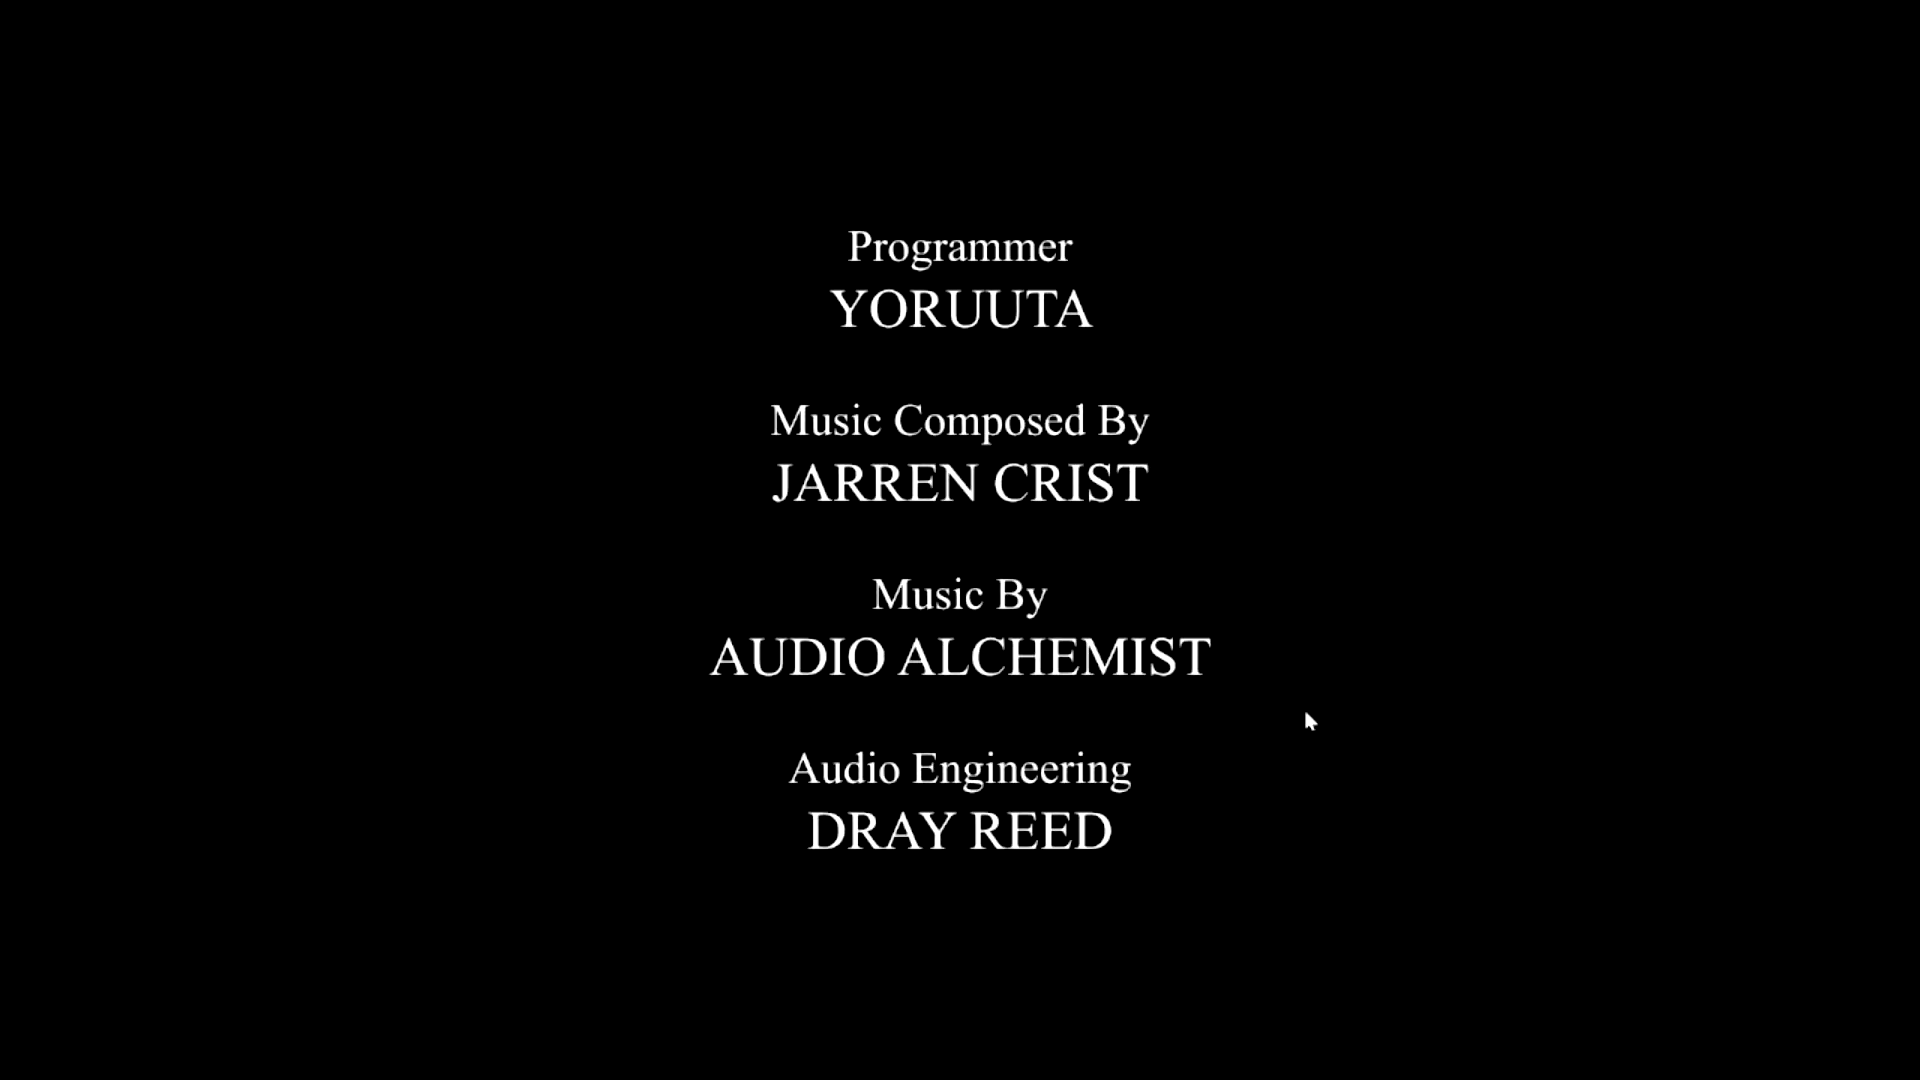 Programmer
YORUUTA
Music Composed By
JARREN CRIST
Music By
AUDIO ALCHEMIST
Audio Engineering
DRAY REED